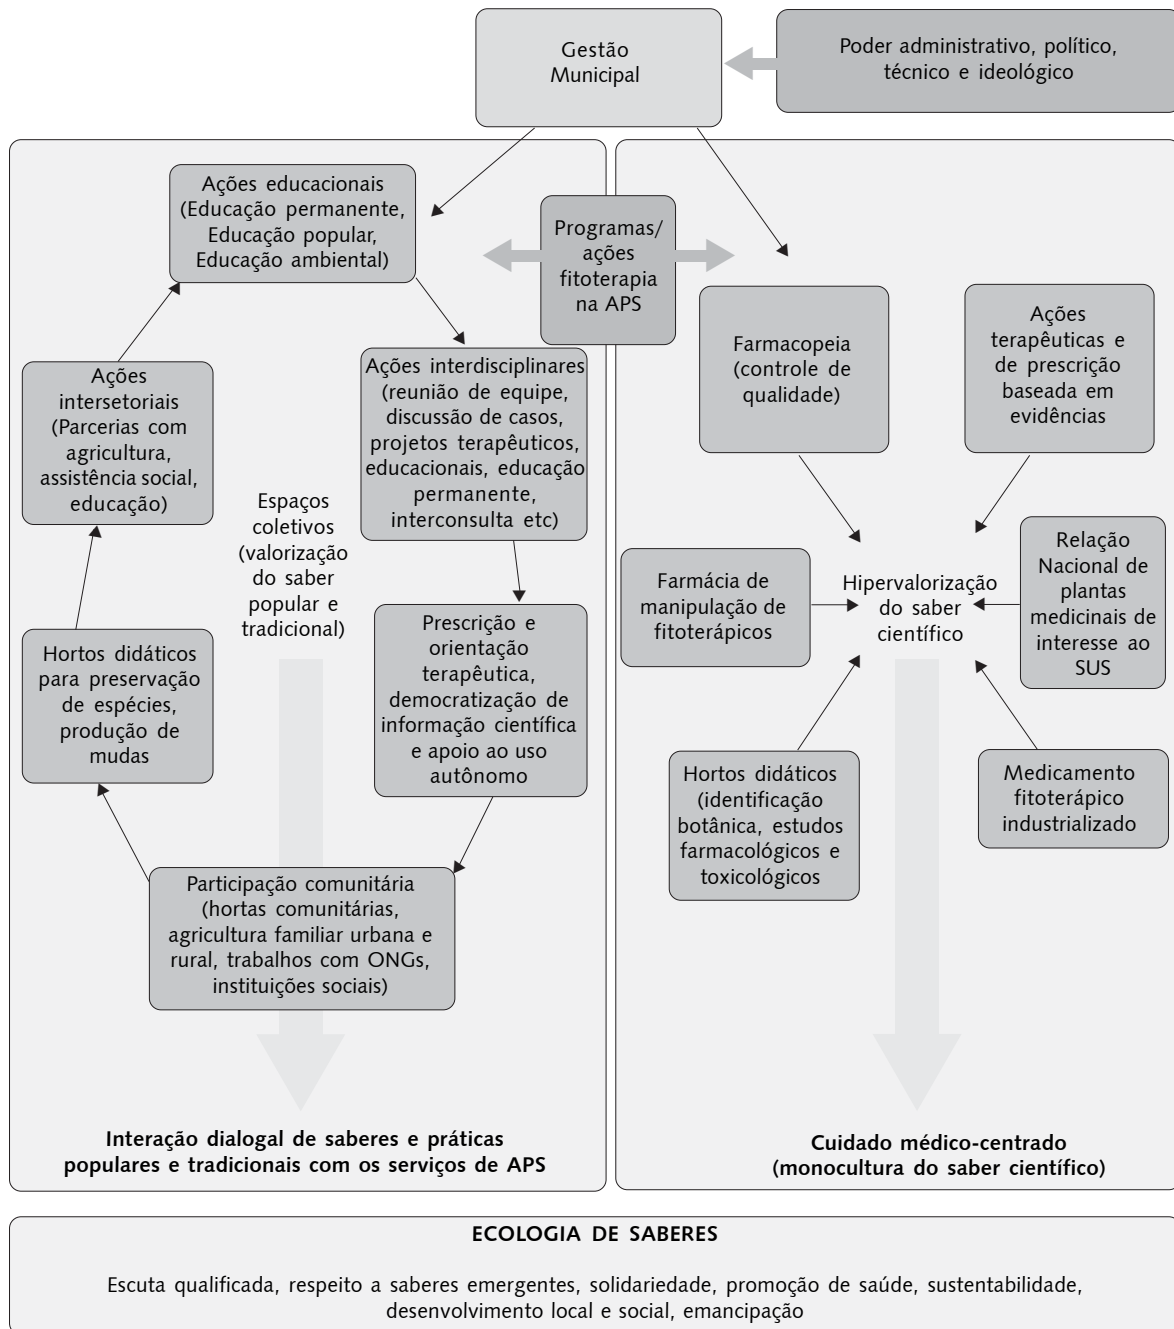 Gestão
Municipal
Poder administrativo, político,
técnico e ideológico
Ações educacionais
(Educação permanente,
Educação popular,
Educação ambiental)
Programas/
ações
fitoterapia
na APS
Ações
intersetoriais
(Parcerias com
agricultura,
assistência social,
educação)
Ações interdisciplinares
(reunião de equipe,
discussão de casos,
projetos terapêuticos,
educacionais, educação
permanente,
interconsulta etc)
Espaços
coletivos
(valorização
do saber
popular e
tradicional)
Hortos didáticos
para preservação
de espécies,
produção de
mudas
Prescrição e
orientação
terapêutica,
democratização de
informação científica
e apoio ao uso
autônomo
Participação comunitária
(hortas comunitárias,
agricultura familiar urbana e
rural, trabalhos com ONGs,
instituições sociais)
Interação dialogal de saberes e práticas
populares e tradicionais com os serviços de APS
Farmacopeia
(controle de
qualidade)
Ações
terapêuticas e
de prescrição
baseada em
evidências
Farmácia de
manipulação de
fitoterápicos
Hipervalorização
do saber
científico
Relação
Nacional de
plantas
medicinais de
interesse ao
SUS
Hortos didáticos
(identificação
botânica, estudos
farmacológicos e
toxicológicos
Medicamento
fitoterápico
industrializado
Cuidado médico-centrado
(monocultura do saber científico)
ECOLOGIA DE SABERES
Escuta qualificada, respeito a saberes emergentes, solidariedade, promoção de saúde, sustentabilidade,
desenvolvimento local e social, emancipação